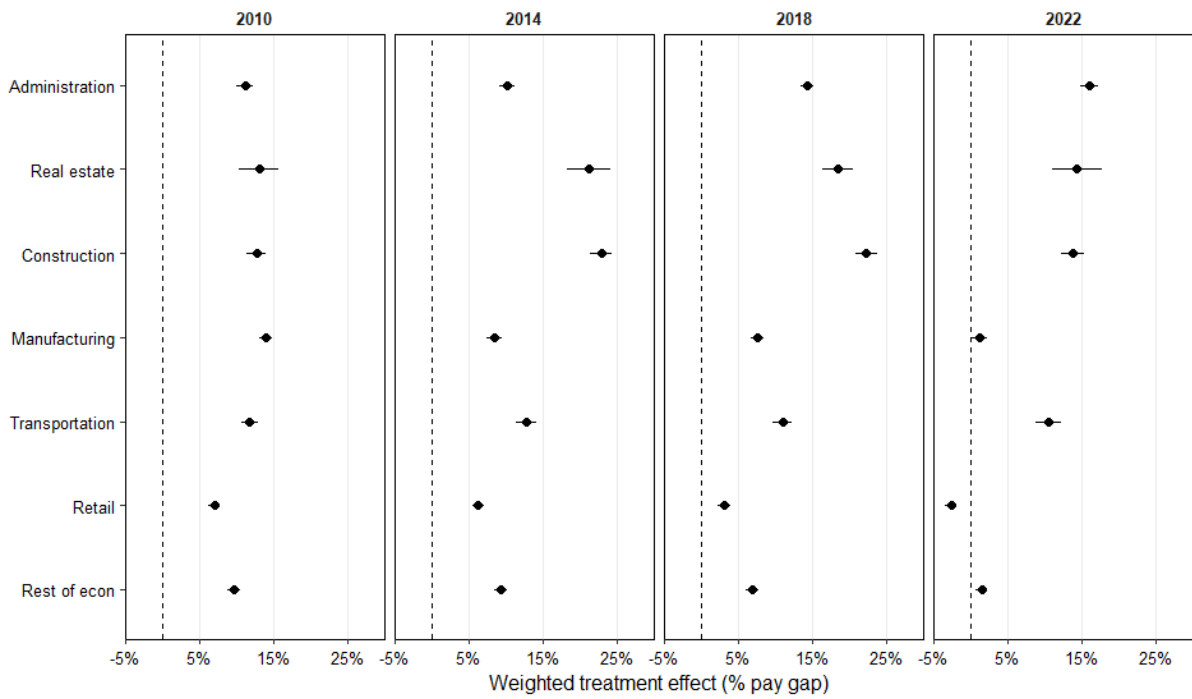 2010 2014 2018 2022
Administration
Real estate
Construction
Manufacturing
Transportation
Retail
Rest of econ
-5% 5% 15% 25% -5% 5% 15% 25% -5% 5% 15% 25% -5% 5% 15% 25%
Weighted treatment effect (% pay gap)